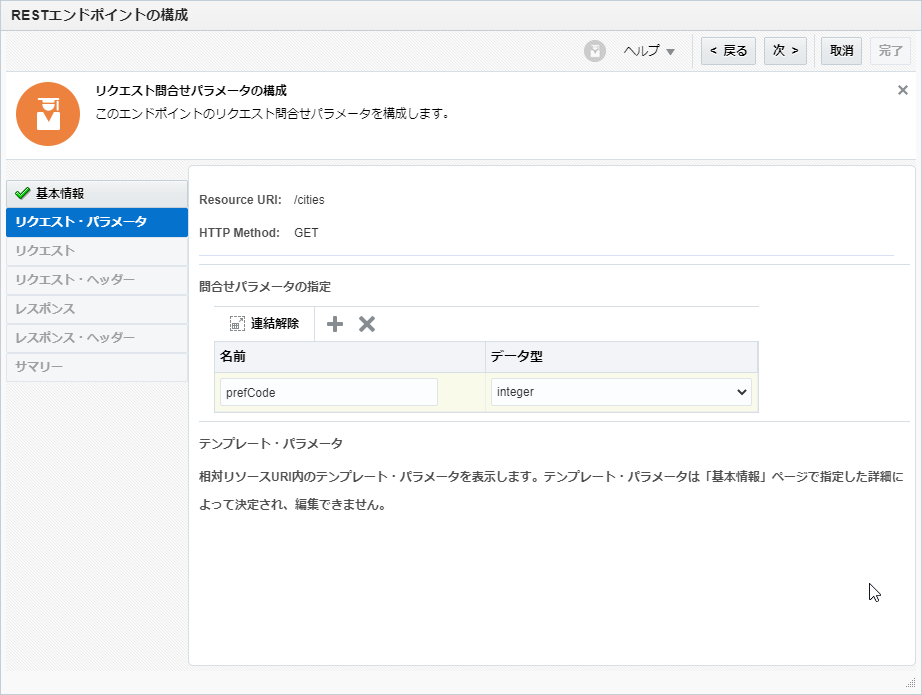 RESTエンドポイントの構成
ヘルプ
< 戻る
次 >
取消
完了
リクエスト問合せパラメータの構成
このエンドポイントのリクエスト問合せパラメータを構成します。
基本情報
リクエスト・パラメータ
リクエスト
リクエスト・ヘッダー
レスポンス
レスポンス・ヘッダー
サマリー
Resource URI: /cities
HTTP Method: GET
問合せパラメータの指定
連結解除
名前 データ型
prefCode integer
テンプレート・パラメータ
相対リソースURI内のテンプレート・パラメータを表示します。テンプレート・パラメータは「基本情報」ページで指定した詳細に
よって決定され、編集できません。